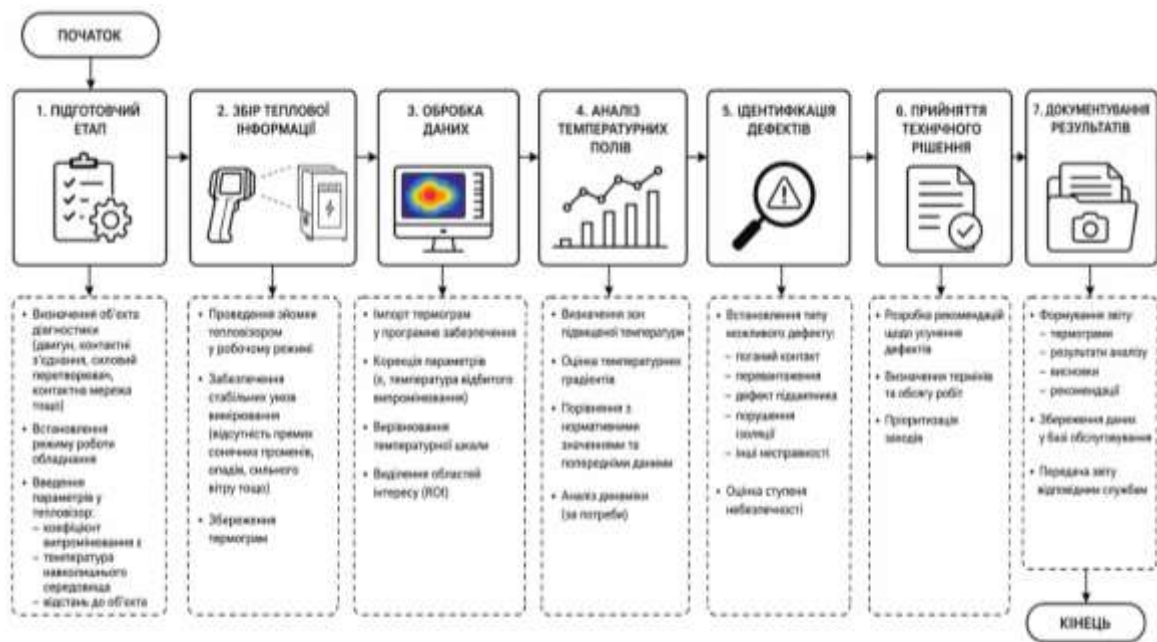 ПОЧАТОК
1. ПІДГОТОВЧИЙ
ЕТАП
• Визначення об'єкта
діагностики
(двигун, контактні
з'єднання, силовий
перетворювач,
контактна мережа
тощо)
• Встановлення
режиму роботи
обладнання
• Введення
параметрів у
тепловізор:
– коефіцієнт
випромінювання ε
– температура
навколишнього
середовища
– відстань до об'єкта
2. ЗБІР ТЕПЛОВОЇ
ІНФОРМАЦІЇ
• Проведення зйомки
тепловізором
у робочому режимі
• Забезпечення
стабільних умов
вимірювання
(відсутність прямих
сонячних променів,
опадів, сильного
вітру тощо)
• Збереження
термограм
3. ОБРОБКА
ДАНИХ
• Імпорт термограм
у програмне забезпечення
• Корекція параметрів
(ε, температура відбитого
випромінювання)
• Вирівнювання
температурної шкали
• Виділення областей
інтересу (ROI)
4. АНАЛІЗ
ТЕМПЕРАТУРНИХ
ПОЛІВ
• Визначення зон
підвищеної температури
• Оцінка температурних
градієнтів
• Порівняння з
нормативними
значеннями та
попередніми даними
• Аналіз динаміки
(за потреби)
5. ІДЕНТИФІКАЦІЯ
ДЕФЕКТІВ
• Встановлення типу
можливого дефекту:
– поганий контакт
– перевантаження
– дефект підшипника
– порушення
ізоляції
– інші несправності
• Оцінка ступеня
небезпечності
6. ПРИЙНЯТТЯ
ТЕХНІЧНОГО
РІШЕННЯ
• Розробка рекомендацій
щодо усунення
дефектів
• Визначення термінів
та обсягу робіт
• Пріоритизація
заходів
7. ДОКУМЕНТУВАННЯ
РЕЗУЛЬТАТІВ
• Формування звіту:
– термограми
– результати аналізу
– висновки
– рекомендації
• Збереження даних
у базі обслуговування
• Передача звіту
відповідним службам
КІНЕЦЬ